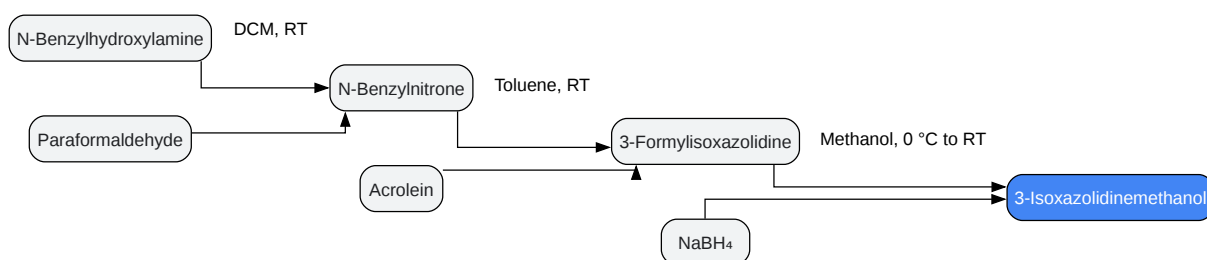 N-Benzylhydroxylamine
DCM, RT
N-Benzylnitrone
Toluene, RT
Paraformaldehyde
3-Formylisoxazolidine
Methanol, 0 °C to RT
Acrolein
3-Isoxazolidinemethanol
NaBH₄